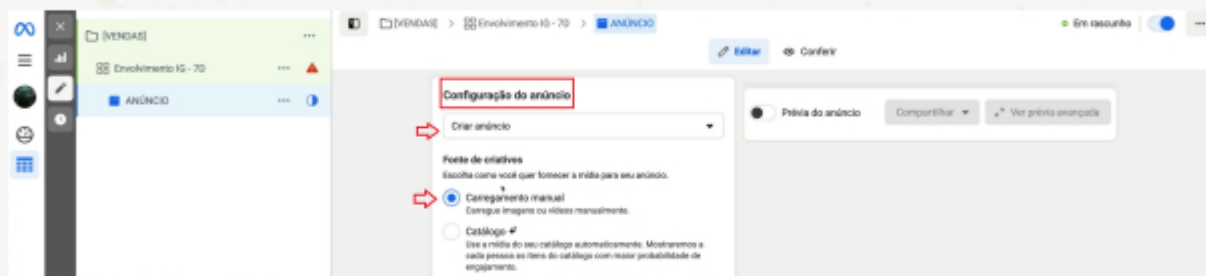 [VENDAS] > Envolvimento IG - 7D > ANÚNCIO
Em rascunho
[VENDAS]
Envolvimento IG - 7D
ANÚNCIO
Editar
Conferir
Configuração do anúncio
Criar anúncio
Fonte de criativos
Escolha como você quer fornecer a mídia para seu anúncio.
Carregamento manual
Carregue imagens ou vídeos manualmente.
Catálogo
Use a mídia do seu catálogo automaticamente. Mostraremos a
cada pessoa os itens do catálogo com maior probabilidade de
engajamento.
Prévia do anúncio
Compartilhar
Ver prévia avançada